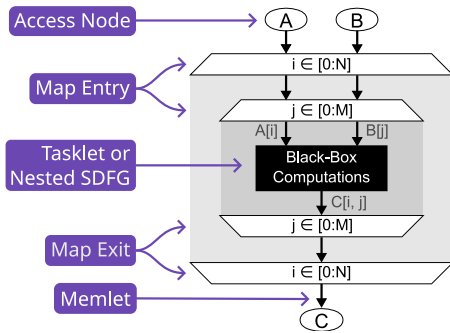 Access Node
A
B
i ∈ [0:N]
Map Entry
j ∈ [0:M]
A[i]
B[j]
Tasklet or
Nested SDFG
Black-Box
Computations
C[i, j]
j ∈ [0:M]
Map Exit
i ∈ [0:N]
Memlet
C